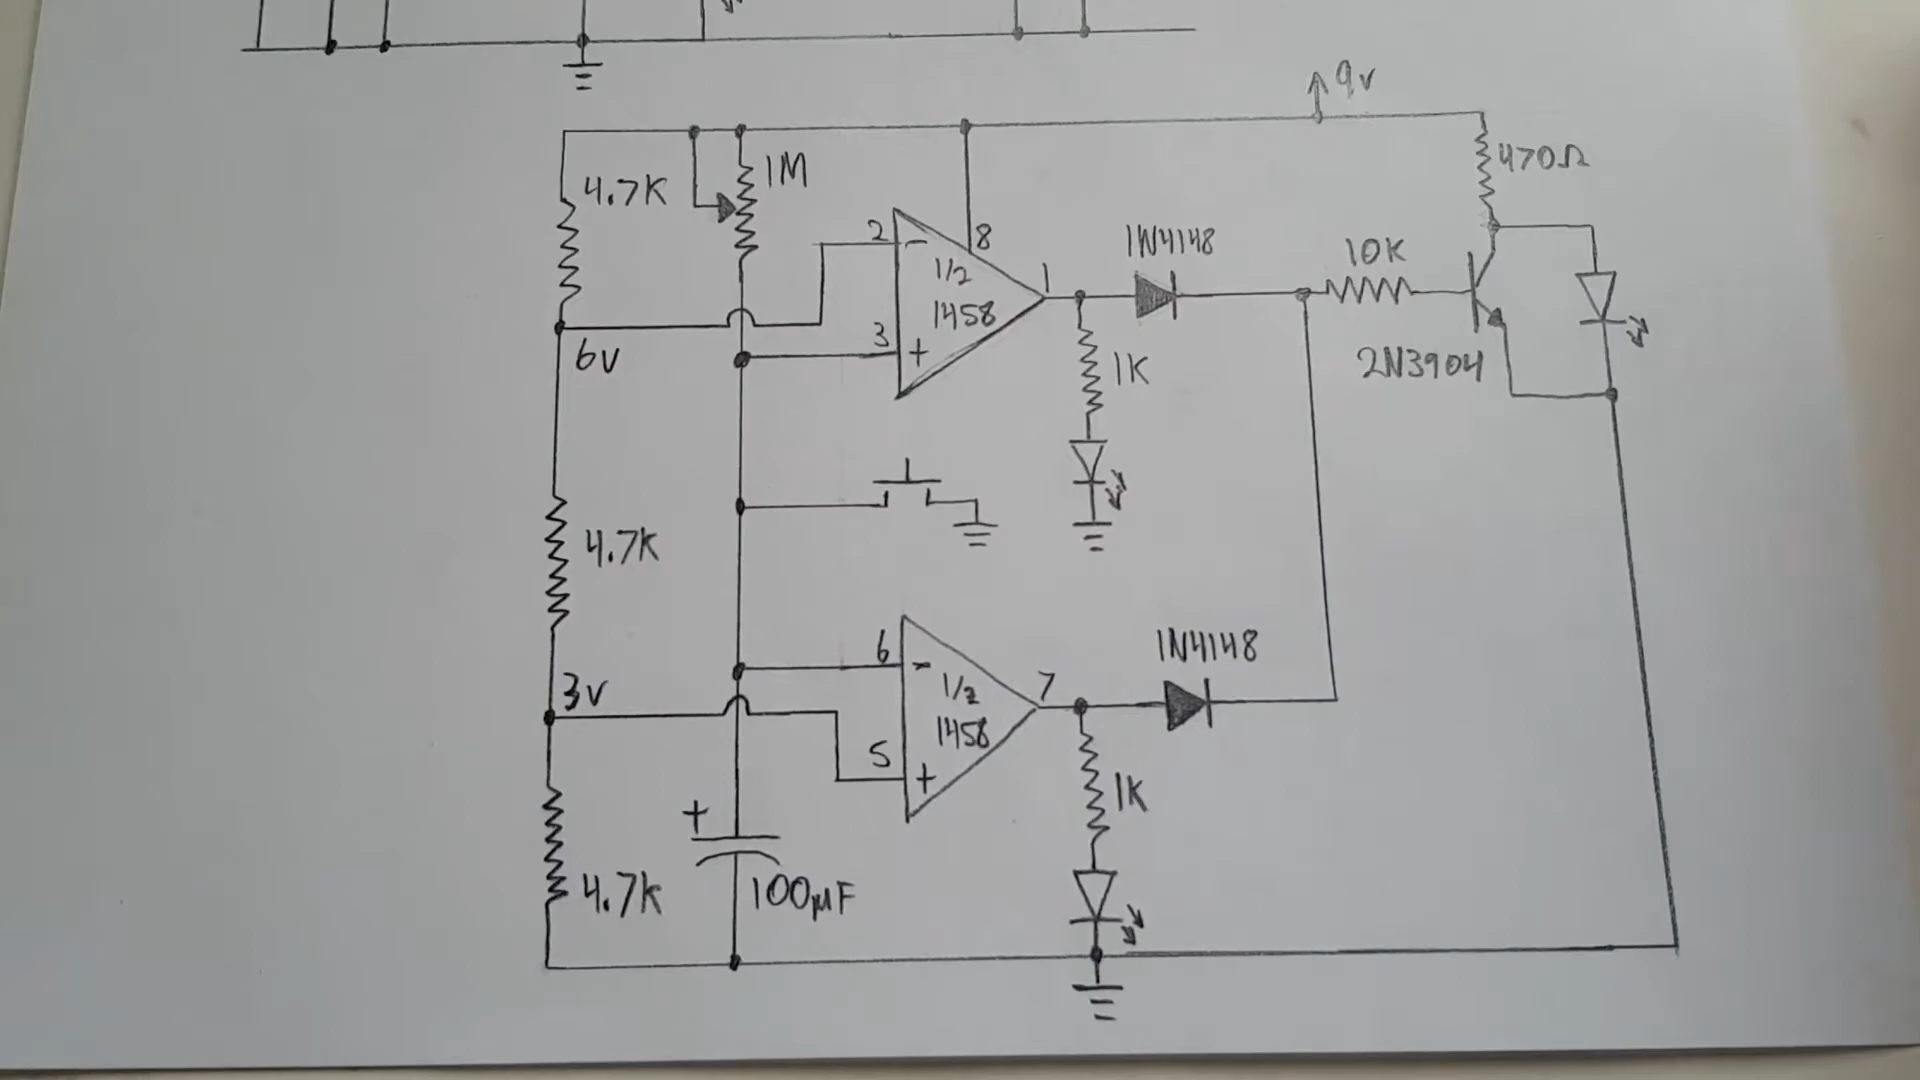 9v
470Ω
4.7K
1M
2
-
8
1N4148
1/2
1458
1
10K
3
+
6v
1K
2N3904
4.7K
6
-
1N4148
3v
1/2
1458
7
5
+
1K
+
4.7K
100µF